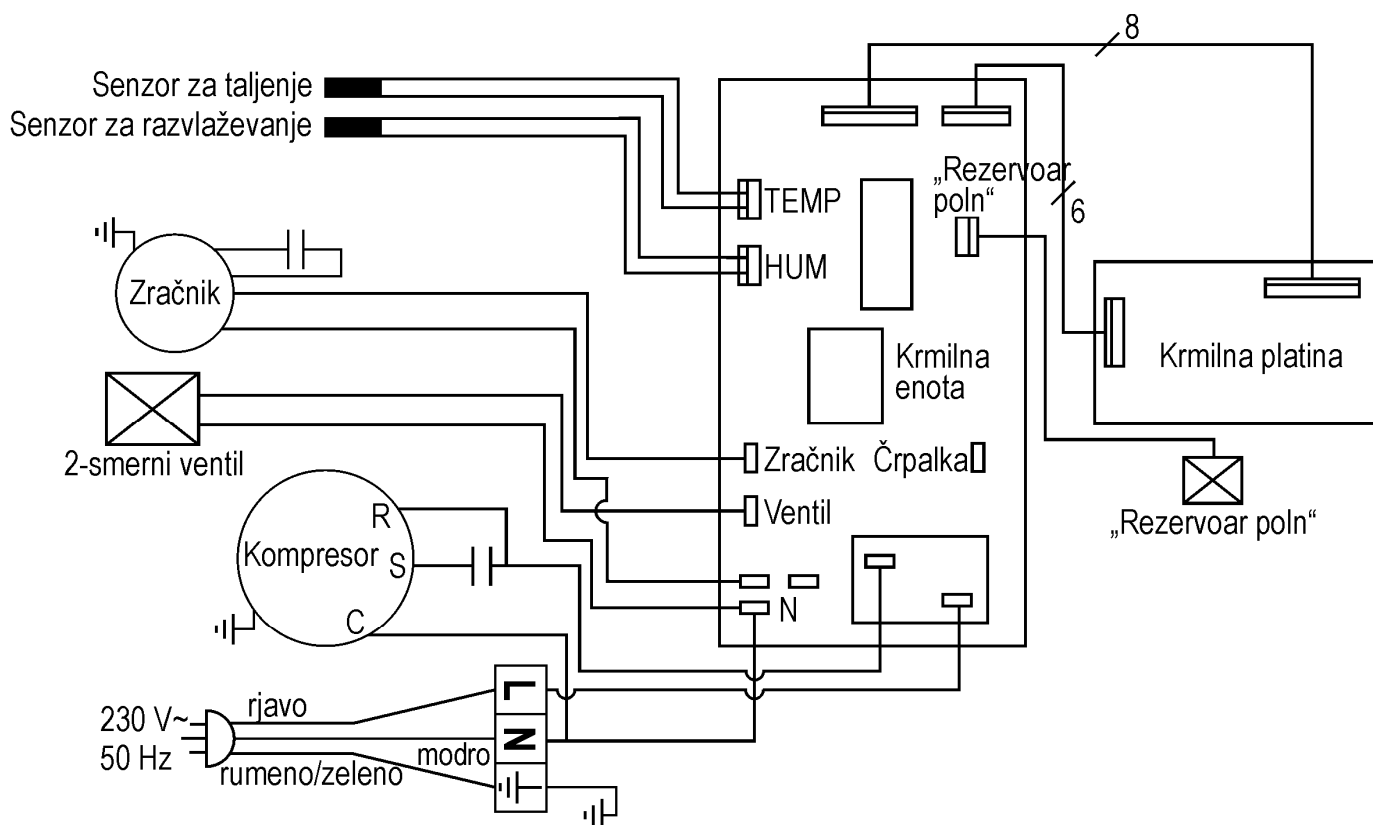 8
Senzor za taljenje
Senzor za razvlaževanje
„Rezervoar
poln“
TEMP
6
HUM
Zračnik
Krmilna
enota
Krmilna platina
2-smerni ventil
Zračnik
Črpalka
Ventil
„Rezervoar poln“
R
Kompresor
S
N
C
L
rjavo
230 V~
50 Hz
N
modro
rumeno/zeleno